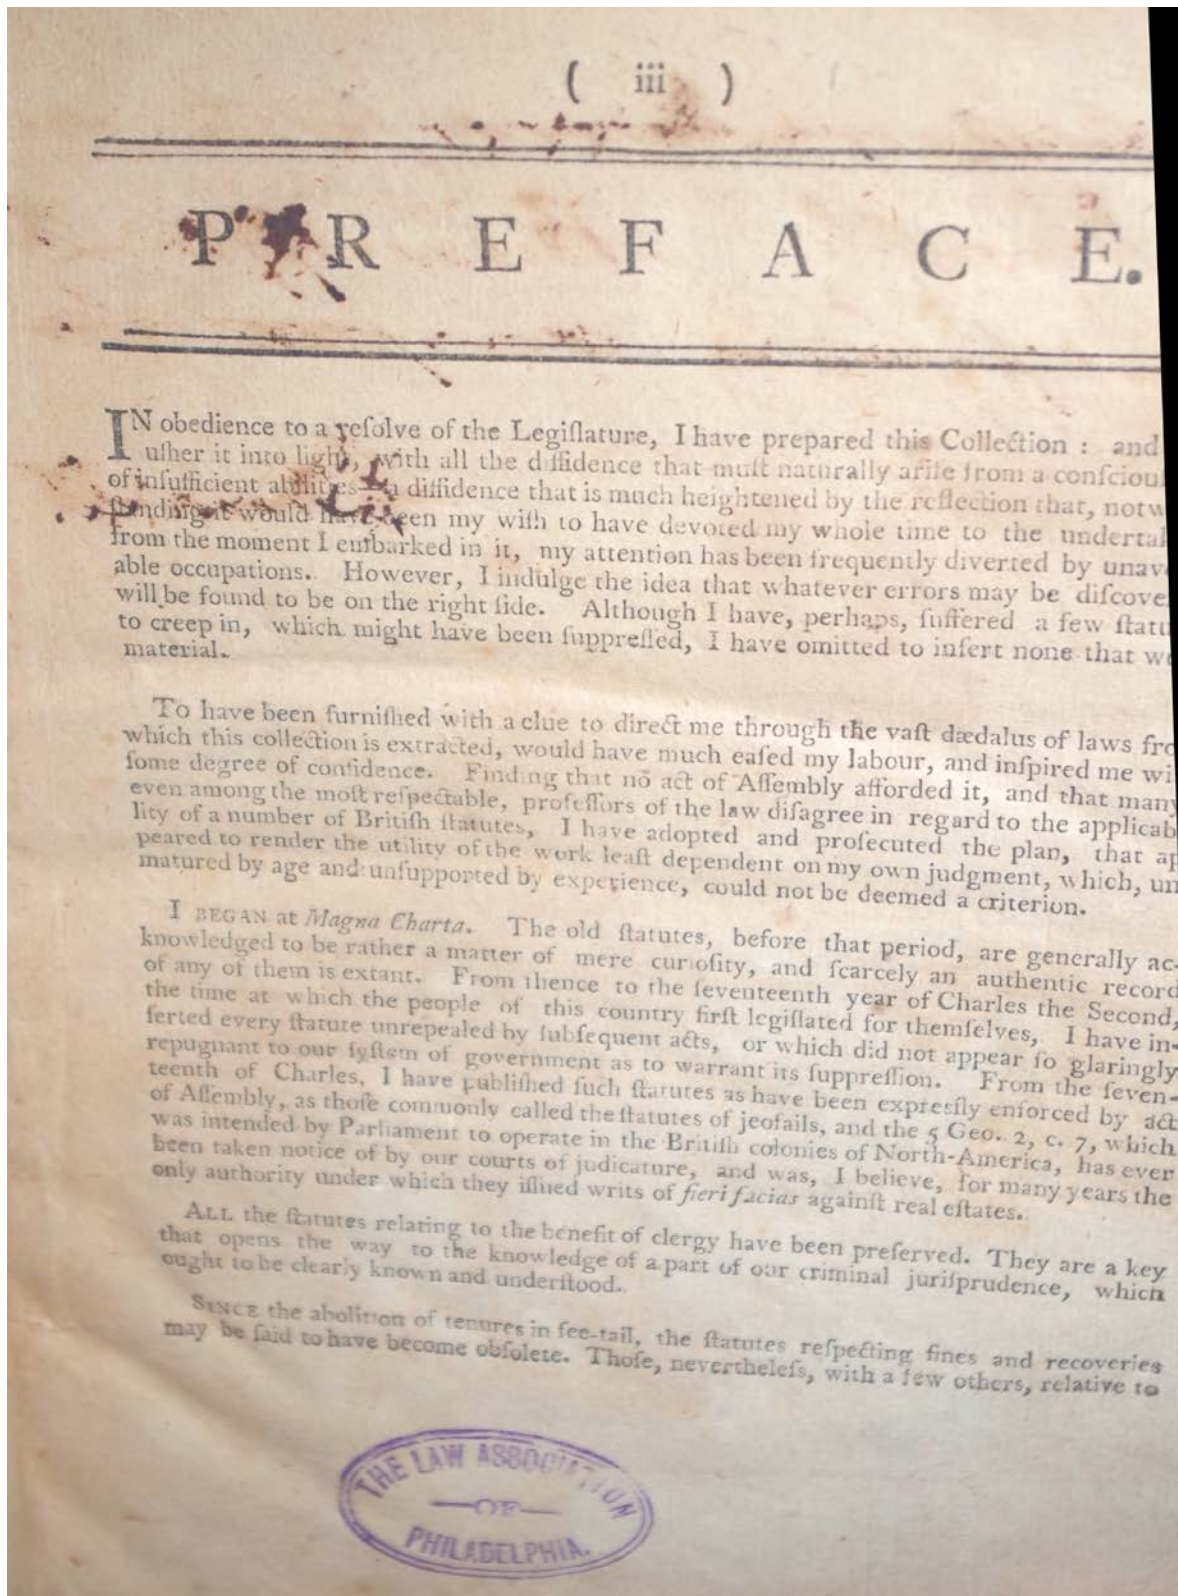 ( iii )
PREFACE.
IN obedience to a reſolve of the Legiſlature, I have prepared this Collection : and
uſher it into light, with all the diffidence that muſt naturally ariſe from a conſciouſ
of inſufficient abilities—a diffidence that is much heightened by the reflection that, notw
ſtanding it would have been my wiſh to have devoted my whole time to the undertak
from the moment I embarked in it, my attention has been frequently diverted by unav
able occupations. However, I indulge the idea that whatever errors may be diſcove
will be found to be on the right ſide. Although I have, perhaps, ſuffered a few ſtatu
to creep in, which might have been ſuppreſſed, I have omitted to inſert none that we
material.
To have been furniſhed with a clue to direct me through the vaſt dædalus of laws fro
which this collection is extracted, would have much eaſed my labour, and inſpired me wi
ſome degree of confidence. Finding that no act of Aſſembly afforded it, and that many
even among the moſt reſpectable, profeſſors of the law diſagree in regard to the applicab
lity of a number of Britiſh ſtatutes, I have adopted and proſecuted the plan, that ap
peared to render the utility of the work leaſt dependent on my own judgment, which, un
matured by age and unſupported by experience, could not be deemed a criterion.
I BEGAN at Magna Charta. The old ſtatutes, before that period, are generally ac-
knowledged to be rather a matter of mere curioſity, and ſcarcely an authentic record
of any of them is extant. From thence to the ſeventeenth year of Charles the Second,
the time at which the people of this country firſt legiſlated for themſelves, I have in-
ſerted every ſtatute unrepealed by ſubſequent acts, or which did not appear ſo glaringly
repugnant to our ſyſtem of government as to warrant its ſuppreſſion. From the ſeven-
teenth of Charles, I have publiſhed ſuch ſtatutes as have been expreſſly enforced by act
of Aſſembly, as thoſe commonly called the ſtatutes of jeofails, and the 5 Geo. 2, c. 7, which
was intended by Parliament to operate in the Britiſh colonies of North-America, has ever
been taken notice of by our courts of judicature, and was, I believe, for many years the
only authority under which they iſſued writs of fieri facias againſt real eſtates.
ALL the ſtatutes relating to the benefit of clergy have been preſerved. They are a key
that opens the way to the knowledge of a part of our criminal juriſprudence, which
ought to be clearly known and underſtood.
SINCE the abolition of tenures in fee-tail, the ſtatutes reſpecting fines and recoveries
may be ſaid to have become obſolete. Thoſe, nevertheleſs, with a few others, relative to
THE LAW ASSOCIATION
—OF—
PHILADELPHIA.